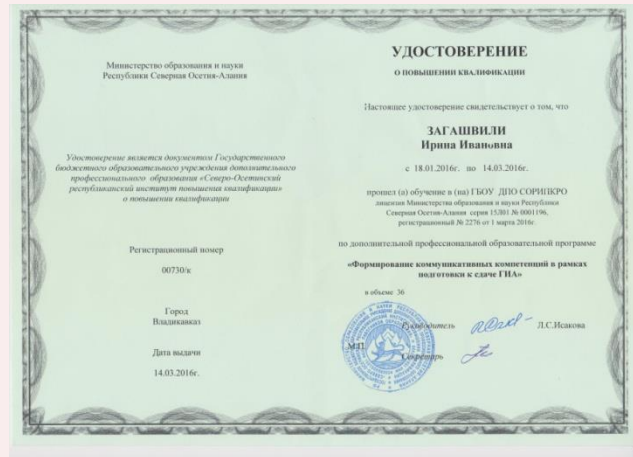 Министерство образования и науки
Республики Северная Осетия-Алания
Удостоверение является документом Государственного
бюджетного образовательного учреждения дополнительного
профессионального образования «Северо-Осетинский
республиканский институт повышения квалификации»
о повышении квалификации
Регистрационный номер
00730/к
Город
Владикавказ
Дата выдачи
14.03.2016г.
УДОСТОВЕРЕНИЕ
О ПОВЫШЕНИИ КВАЛИФИКАЦИИ
Настоящее удостоверение свидетельствует о том, что
ЗАГАШВИЛИ
Ирина Ивановна
с 18.01.2016г. по 14.03.2016г.
прошел (а) обучение в (на) ГБОУ ДПО СОРИПКРО
лицензия Министерства образования и науки Республики
Северная Осетия-Алания серия 15Л01 № 0001196,
регистрационный № 2276 от 1 марта 2016г.
по дополнительной профессиональной образовательной программе
«Формирование коммуникативных компетенций в рамках
подготовки к сдаче ГИА»
в объеме 36
Руководитель Л.С.Исакова
М.П.
Секретарь